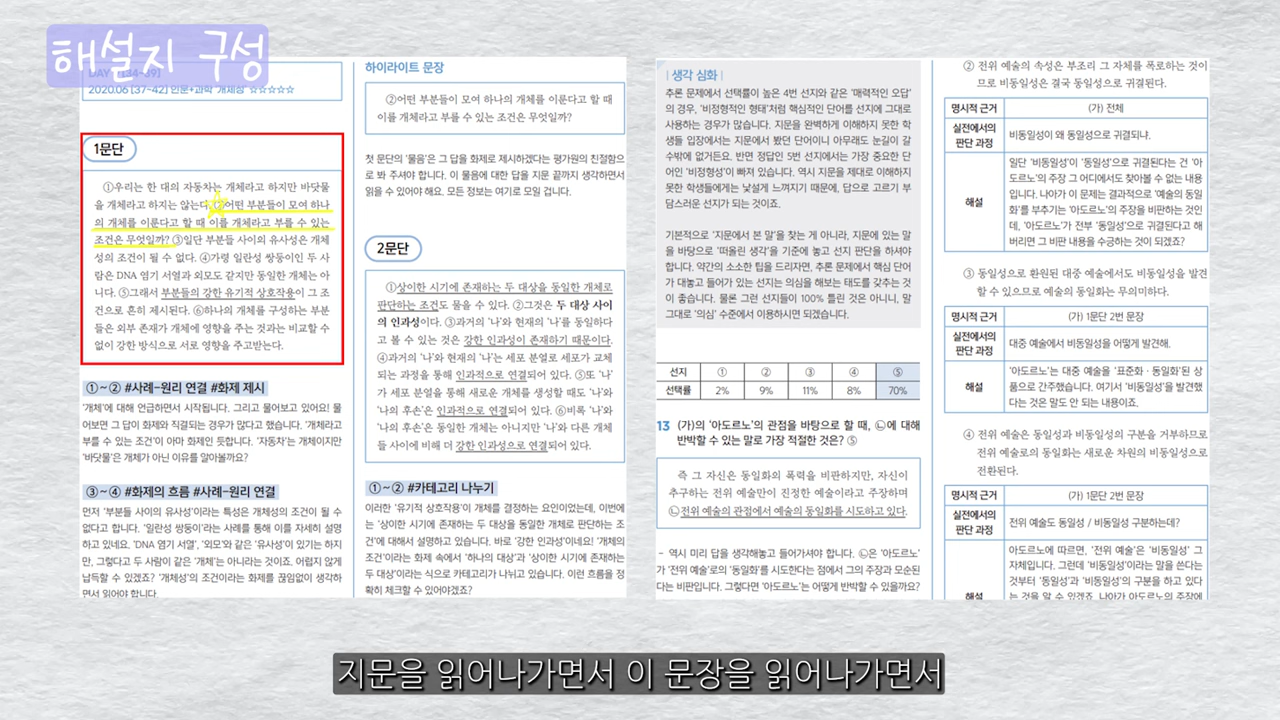 해설지 구성
2020.06 [37~42] 인문+과학 '개체성' ☆☆☆☆☆
1문단
①우리는 한 대의 자동차는 개체라고 하지만 바닷물
을 개체라고 하지는 않는다. ②어떤 부분들이 모여 하나
의 개체를 이룬다고 할 때 이를 개체라고 부를 수 있는
조건은 무엇일까? ③일단 부분들 사이의 유사성은 개체
성의 조건이 될 수 없다. ④가령 일란성 쌍둥이인 두 사
람은 DNA 염기 서열과 외모도 같지만 동일한 개체는 아
니다. ⑤그래서 부분들의 강한 유기적 상호작용이 그 조
건으로 흔히 제시된다. ⑥하나의 개체를 구성하는 부분
들은 외부 존재가 개체에 영향을 주는 것과는 비교할 수
없이 강한 방식으로 서로 영향을 주고받는다.
①~② #사례-원리 연결 #화제 제시
'개체'에 대해 언급하면서 시작됩니다. 그리고 물어보고 있어요! 물
어보면 그 답이 화제와 직결되는 경우가 많다고 했습니다. '개체라고
부를 수 있는 조건'이 아마 화제인 듯합니다. '자동차'는 개체이지만
'바닷물'은 개체가 아닌 이유를 알아볼까요?
③~④ #화제의 흐름 #사례-원리 연결
먼저 '부분들 사이의 유사성'이라는 특성은 개체성의 조건이 될 수
없다고 합니다. '일란성 쌍둥이'라는 사례를 통해 이를 자세히 설명
하고 있네요. 'DNA 염기 서열', '외모'와 같은 '유사성'이 있기는 하지
만, 그렇다고 두 사람이 같은 '개체'는 아니라는 것이죠. 어렵지 않게
납득할 수 있겠죠? '개체성'의 조건이라는 화제를 끊임없이 생각하
면서 읽어야 합니다.
하이라이트 문장
②어떤 부분들이 모여 하나의 개체를 이룬다고 할 때
이를 개체라고 부를 수 있는 조건은 무엇일까?
첫 문단의 '물음'은 그 답을 화제로 제시하겠다는 평가원의 친절함으
로 봐 주셔야 합니다. 이 물음에 대한 답을 지문 끝까지 생각하면서
읽을 수 있어야 해요. 모든 정보는 여기로 모일 겁니다.
2문단
①상이한 시기에 존재하는 두 대상을 동일한 개체로
판단하는 조건도 물을 수 있다. ②그것은 두 대상 사이
의 인과성이다. ③과거의 '나'와 현재의 '나'를 동일하다
고 볼 수 있는 것은 강한 인과성이 존재하기 때문이다.
④과거의 '나'와 현재의 '나'는 세포 분열로 세포가 교체
되는 과정을 통해 인과적으로 연결되어 있다. ⑤또 '나'
가 세포 분열을 통해 새로운 개체를 생성할 때도 '나'와
'나의 후손'은 인과적으로 연결되어 있다. ⑥비록 '나'와
'나의 후손'은 동일한 개체는 아니지만 '나'와 다른 개체
들 사이에 비해 더 강한 인과성으로 연결되어 있다.
①~② #카테고리 나누기
이러한 '유기적 상호작용'이 개체를 결정하는 요인이었는데, 이번에
는 '상이한 시기에 존재하는 두 대상을 동일한 개체로 판단하는 조
건'에 대해서 설명하고 있습니다. 바로 '강한 인과성'이네요! '개체의
조건'이라는 화제 속에서 '하나의 대상'과 '상이한 시기에 존재하는
두 대상'이라는 식으로 카테고리가 나뉘고 있습니다. 이런 흐름을 정
확히 체크할 수 있어야겠죠?
| 생각 심화 |
추론 문제에서 선택률이 높은 4번 선지와 같은 '매력적인 오답'
의 경우, '비정형적인 형태'처럼 핵심적인 단어를 선지에 그대로
사용하는 경우가 많습니다. 지문을 완벽하게 이해하지 못한 학
생들 입장에서는 지문에서 봤던 단어이니 아무래도 눈길이 갈
수밖에 없거든요. 반면 정답인 5번 선지에서는 가장 중요한 단
어인 '비정형성'이 빠져 있습니다. 역시 지문을 제대로 이해하지
못한 학생들에게는 낯설게 느껴지기 때문에, 답으로 고르기 부
담스러운 선지가 되는 것이죠.
기본적으로 '지문에서 본 말'을 찾는 게 아니라, 지문에 있는 말
을 바탕으로 '떠올린 생각'을 기준에 놓고 선지 판단을 하셔야
합니다. 약간의 소소한 팁을 드리자면, 추론 문제에서 핵심 단어
가 대놓고 들어가 있는 선지는 의심을 해보는 태도를 갖추는 것
이 좋습니다. 물론 그런 선지들이 100% 틀린 것은 아니니, 말
그대로 '의심' 수준에서 이용하시면 되겠습니다.
선지 ① ② ③ ④ ⑤
선택률 2% 9% 11% 8% 70%
13 (가)의 '아도르노'의 관점을 바탕으로 할 때, ㉡에 대해
반박할 수 있는 말로 가장 적절한 것은? ⑤
즉 그 자신은 동일화의 폭력을 비판하지만, 자신이
추구하는 전위 예술만이 진정한 예술이라고 주장하며
㉡전위 예술의 관점에서 예술의 동일화를 시도하고 있다.
– 역시 미리 답을 생각해놓고 들어가셔야 합니다. ㉡은 '아도르노'
가 '전위 예술'로의 '동일화'를 시도한다는 점에서 그의 주장과 모순된
다는 비판입니다. 그렇다면 '아도르노'는 어떻게 반박할 수 있을까요?
② 전위 예술의 속성은 부조리 그 자체를 폭로하는 것이
므로 비동일성은 결국 동일성으로 귀결된다.
명시적 근거 (가) 전체
실전에서의
판단 과정 비동일성이 왜 동일성으로 귀결되냐.
해설 일단 '비동일성'이 '동일성'으로 귀결된다는 건 '아
도르노'의 주장 그 어디에서도 찾아볼 수 없는 내용
입니다. 나아가 이 문제는 결과적으로 '예술의 동일
화'를 부추기는 '아도르노'의 주장을 비판하는 것인
데, '아도르노'가 전부 '동일성'으로 귀결된다고 해
버리면 그 비판 내용을 수긍하는 것이 되겠죠?
③ 동일성으로 환원된 대중 예술에서도 비동일성을 발견
할 수 있으므로 예술의 동일화는 무의미하다.
명시적 근거 (가) 1문단 2번 문장
실전에서의
판단 과정 대중 예술에서 비동일성을 어떻게 발견해.
해설 '아도르노'는 대중 예술을 '표준화·동일화'된 상
품으로 간주했습니다. 여기서 '비동일성'을 발견했
다는 것은 말도 안 되는 내용이죠.
④ 전위 예술은 동일성과 비동일성의 구분을 거부하므로
전위 예술로의 동일화는 새로운 차원의 비동일성으로
전환된다.
명시적 근거 (가) 1문단 2번 문장
실전에서의
판단 과정 전위 예술도 동일성 / 비동일성 구분하는데?
해설 아도르노에 따르면, '전위 예술'은 '비동일성' 그
자체입니다. 그런데 '비동일성'이라는 말을 쓴다는
것부터 '동일성'과 '비동일성'의 구분을 하고 있다
는 것을 알 수 있겠죠. 나아가 아도르노의 주장에
지문을 읽어나가면서 이 문장을 읽어나가면서